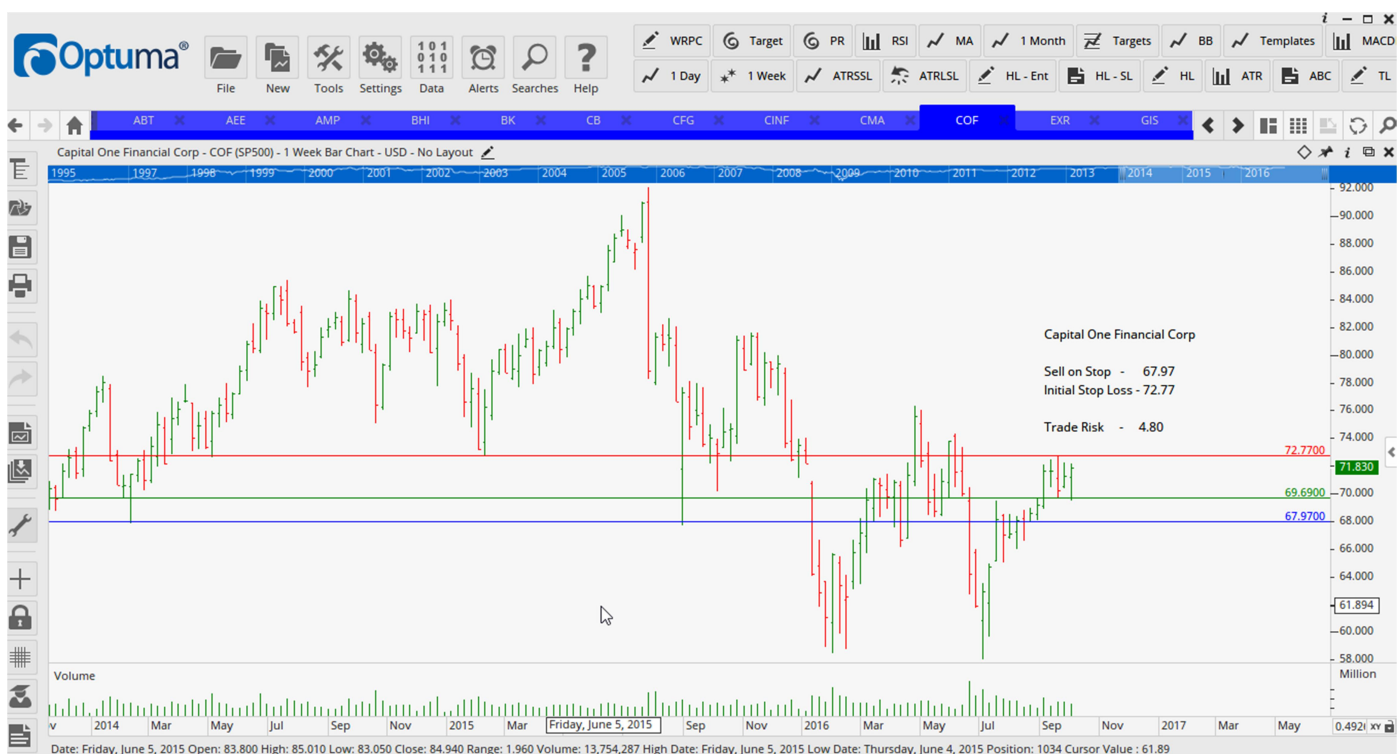 i
Optuma®
WRPC Target PR RSI MA 1 Month Targets BB Templates MACD
1 Day 1 Week ATRSSL ATRLSL HL - Ent HL - SL HL ATR ABC TL
101
010
111
File New Tools Settings Data Alerts Searches Help
ABT AEE AMP BHI BK CB CFG CINF CMA COF EXR GIS
Capital One Financial Corp - COF (SP500) - 1 Week Bar Chart - USD - No Layout
i
1995 1997 1998 1999 2000 2001 2002 2003 2004 2005 2006 2007 2008 2009 2010 2011 2012 2013 2014 2015 2016
92.000
90.000
88.000
86.000
84.000
82.000
Capital One Financial Corp
80.000
Sell on Stop - 67.97
78.000
Initial Stop Loss - 72.77
76.000
Trade Risk - 4.80
74.000
72.7700
71.830
69.6900
70.000
67.9700
68.000
66.000
64.000
61.894
60.000
58.000
Volume
Million
v 2014 Mar May Jul Sep Nov 2015 Mar Friday, June 5, 2015 Sep Nov 2016 Mar May Jul Sep Nov 2017 Mar May 0.492 XY
Date: Friday, June 5, 2015 Open: 83.800 High: 85.010 Low: 83.050 Close: 84.940 Range: 1.960 Volume: 13,754,287 High Date: Friday, June 5, 2015 Low Date: Thursday, June 4, 2015 Position: 1034 Cursor Value : 61.89